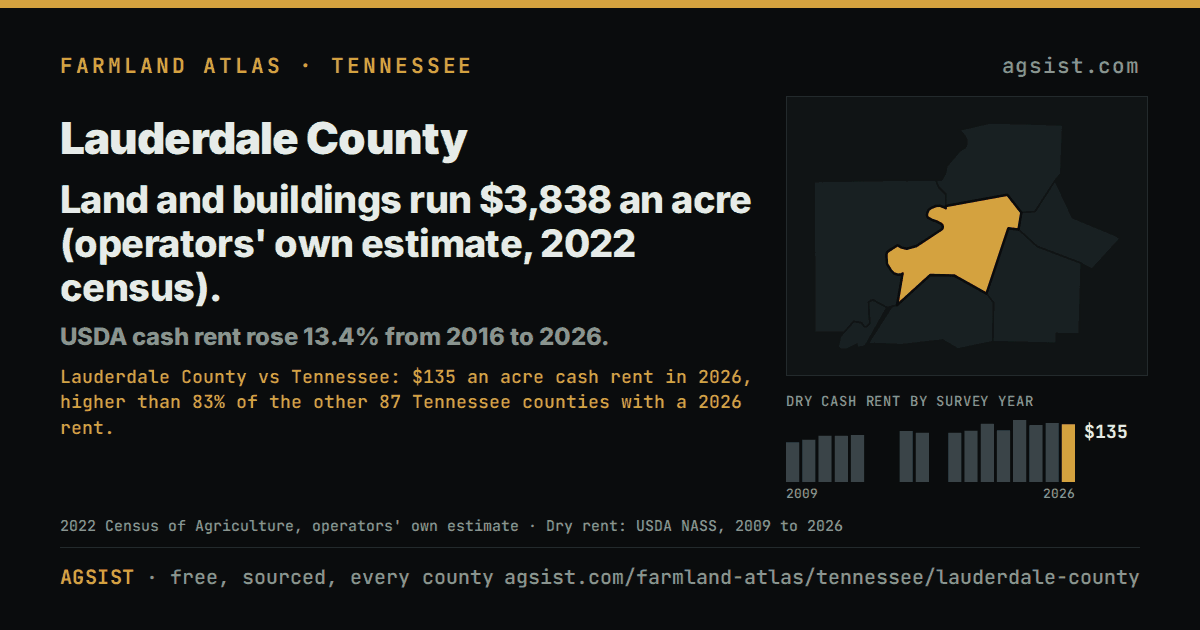 FARMLAND ATLAS · TENNESSEE
agsist.com
Lauderdale County
Land and buildings run $3,838 an acre
(operators' own estimate, 2022
census).
USDA cash rent rose 13.4% from 2016 to 2026.
Lauderdale County vs Tennessee: $135 an acre cash rent in 2026,
higher than 83% of the other 87 Tennessee counties with a 2026
rent.
DRY CASH RENT BY SURVEY YEAR
$135
2009
2026
2022 Census of Agriculture, operators' own estimate · Dry rent: USDA NASS, 2009 to 2026
AGSIST · free, sourced, every county
agsist.com/farmland-atlas/tennessee/lauderdale-county